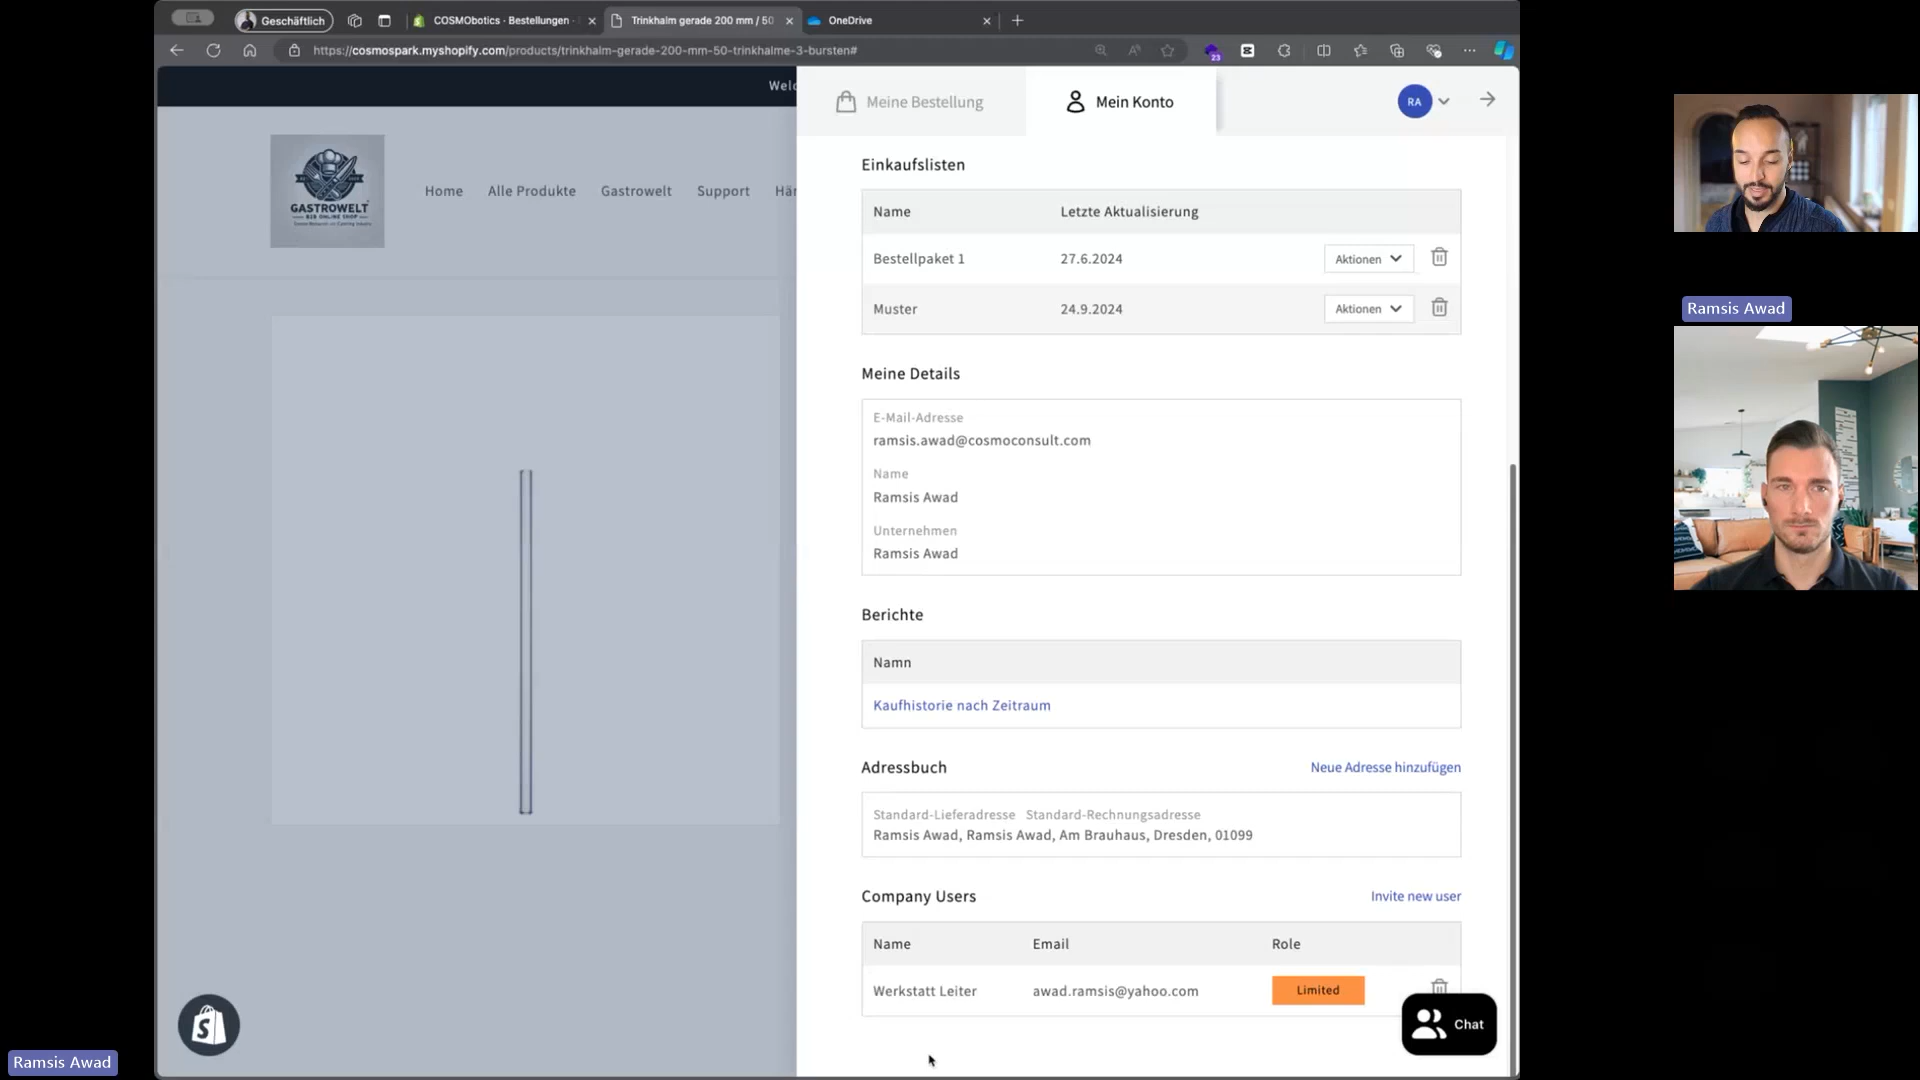 Geschäftlich
COSMObotics · Bestellungen ·
Trinkhalm gerade 200 mm / 50
OneDrive
https://cosmospark.myshopify.com/products/trinkhalm-gerade-200-mm-50-trinkhalme-3-bursten#
23
Welc
Meine Bestellung
Mein Konto
RA
GASTROWELT
B2B ONLINE SHOP
Home
Alle Produkte
Gastrowelt
Support
Här
Einkaufslisten
Name Letzte Aktualisierung
Bestellpaket 1 27.6.2024 Aktionen
Muster 24.9.2024 Aktionen
Meine Details
E-Mail-Adresse
ramsis.awad@cosmoconsult.com
Name
Ramsis Awad
Unternehmen
Ramsis Awad
Berichte
Namn
Kaufhistorie nach Zeitraum
Adressbuch Neue Adresse hinzufügen
Standard-Lieferadresse Standard-Rechnungsadresse
Ramsis Awad, Ramsis Awad, Am Brauhaus, Dresden, 01099
Company Users Invite new user
Name Email Role
Werkstatt Leiter awad.ramsis@yahoo.com Limited
Chat
Ramsis Awad
Ramsis Awad